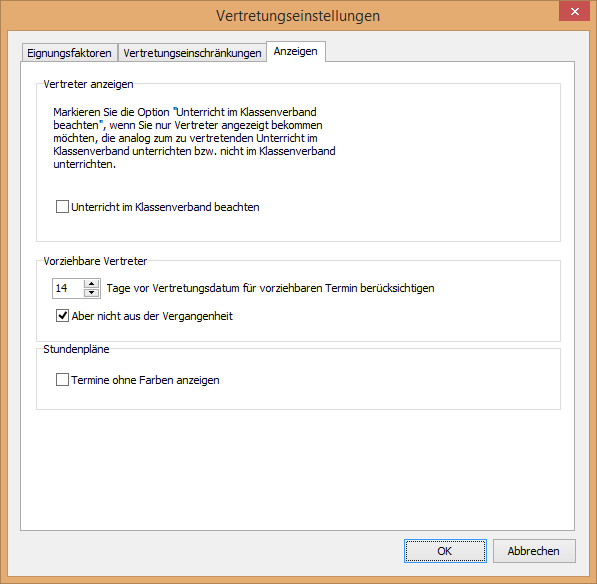 Vertretungseinstellungen
Eignungsfaktoren
Vertretungseinschränkungen
Anzeigen
Vertreter anzeigen
Markieren Sie die Option "Unterricht im Klassenverband
beachten", wenn Sie nur Vertreter angezeigt bekommen
möchten, die analog zum zu vertretenden Unterricht im
Klassenverband unterrichten bzw. nicht im Klassenverband
unterrichten.
Unterricht im Klassenverband beachten
Vorziehbare Vertreter
14 Tage vor Vertretungsdatum für vorziehbaren Termin berücksichtigen
Aber nicht aus der Vergangenheit
Stundenpläne
Termine ohne Farben anzeigen
OK
Abbrechen